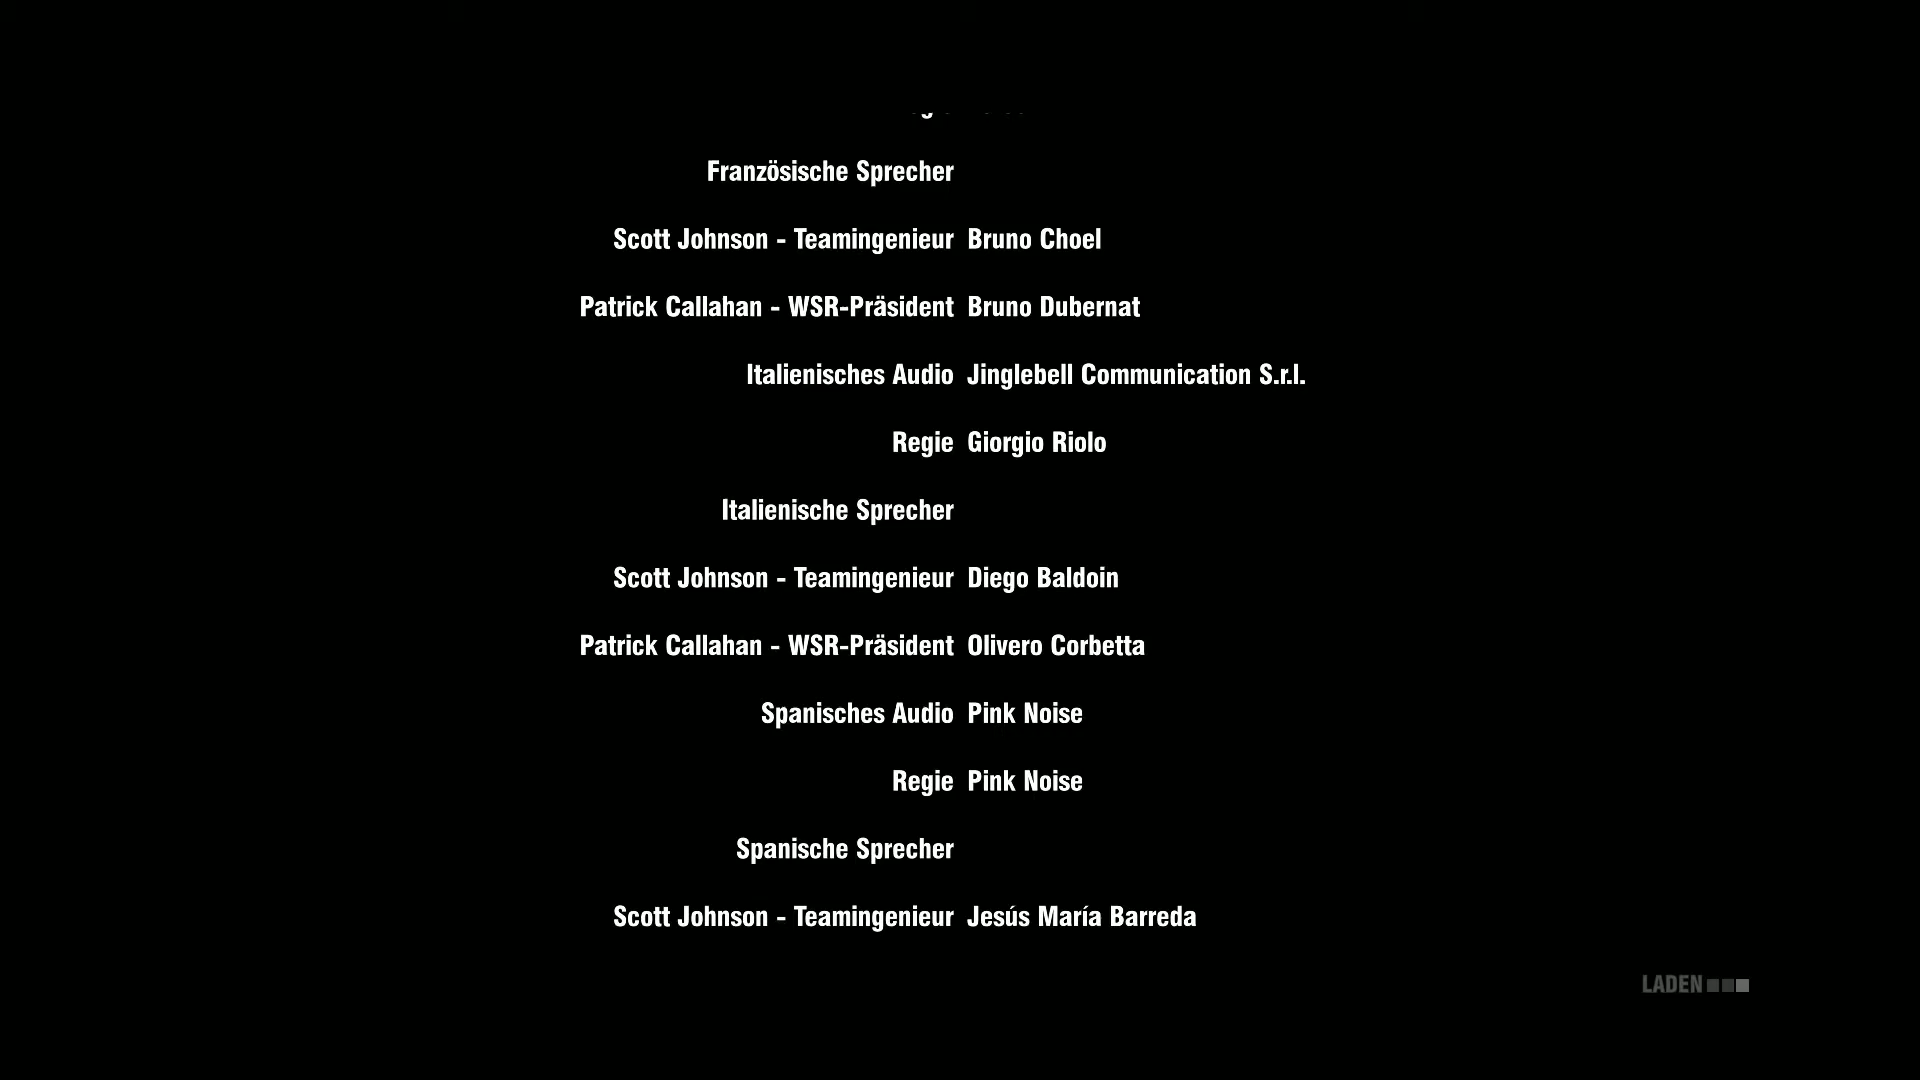 Französische Sprecher
Scott Johnson - Teamingenieur Bruno Choel
Patrick Callahan - WSR-Präsident Bruno Dubernat
Italienisches Audio Jinglebell Communication S.r.l.
Regie Giorgio Riolo
Italienische Sprecher
Scott Johnson - Teamingenieur Diego Baldoin
Patrick Callahan - WSR-Präsident Olivero Corbetta
Spanisches Audio Pink Noise
Regie Pink Noise
Spanische Sprecher
Scott Johnson - Teamingenieur Jesús María Barreda
LADEN